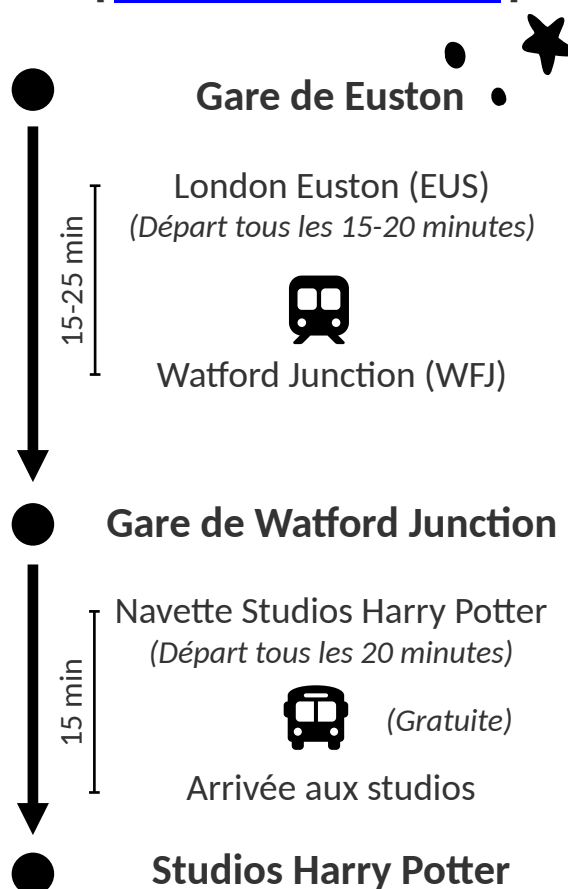 Gare de Euston
London Euston (EUS)
(Départ tous les 15-20 minutes)
15-25 min
Watford Junction (WFJ)
Gare de Watford Junction
Navette Studios Harry Potter
(Départ tous les 20 minutes)
15 min
(Gratuite)
Arrivée aux studios
Studios Harry Potter